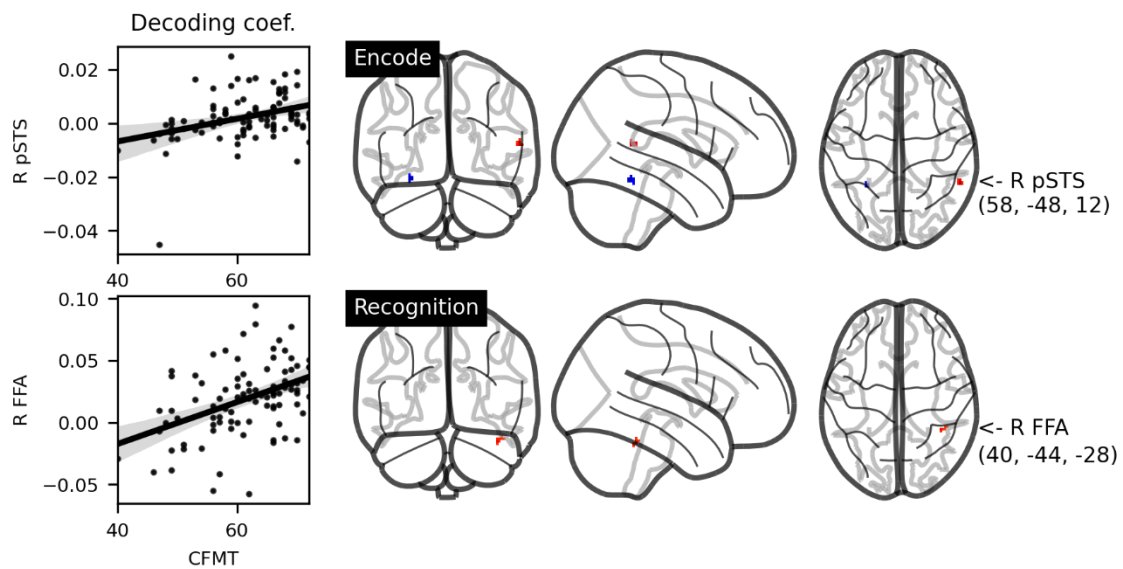 Decoding coef.
R pSTS
0.02
0.00
−0.02
−0.04
40
60
Encode
<- R pSTS
(58, -48, 12)
R FFA
0.10
0.05
0.00
−0.05
40
60
CFMT
Recognition
<- R FFA
(40, -44, -28)